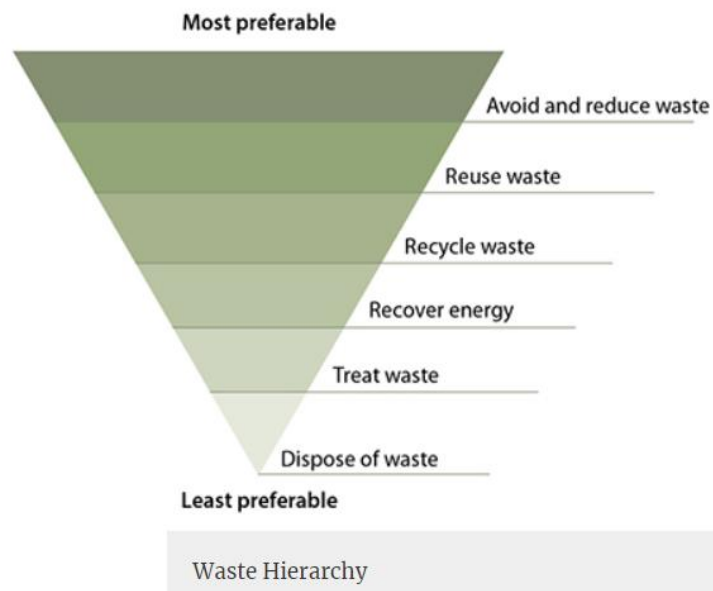 Most preferable
Avoid and reduce waste
Reuse waste
Recycle waste
Recover energy
Treat waste
Dispose of waste
Least preferable
Waste Hierarchy